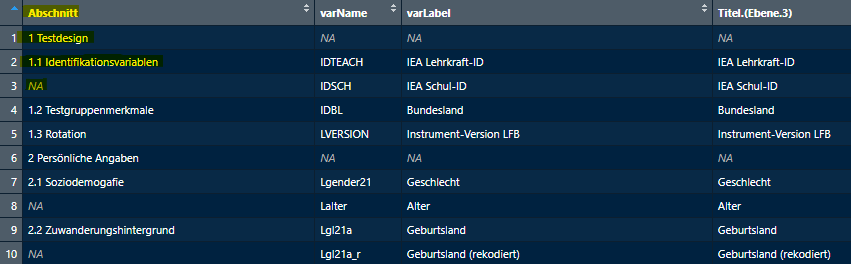 Abschnitt varName varLabel Titel.(Ebene.3)
1 1 Testdesign NA NA NA
2 1.1 Identifikationsvariablen IDTEACH IEA Lehrkraft-ID IEA Lehrkraft-ID
3 NA IDSCH IEA Schul-ID IEA Schul-ID
4 1.2 Testgruppenmerkmale IDBL Bundesland Bundesland
5 1.3 Rotation LVERSION Instrument-Version LFB Instrument-Version LFB
6 2 Persönliche Angaben NA NA NA
7 2.1 Soziodemogafie Lgender21 Geschlecht Geschlecht
8 NA Lalter Alter Alter
9 2.2 Zuwanderungshintergrund Lgl21a Geburtsland Geburtsland
10 NA Lgl21a_r Geburtsland (rekodiert) Geburtsland (rekodiert)